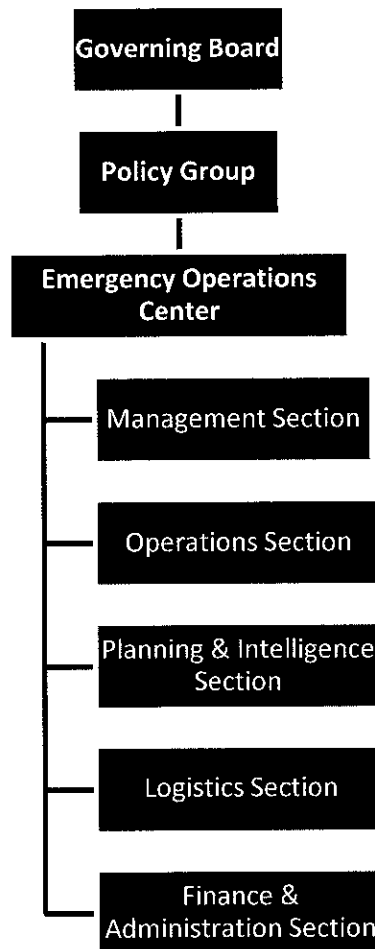 Governing Board
Policy Group
Emergency Operations
Center
Management Section
Operations Section
Planning & Intelligence
Section
Logistics Section
Finance &
Administration Section